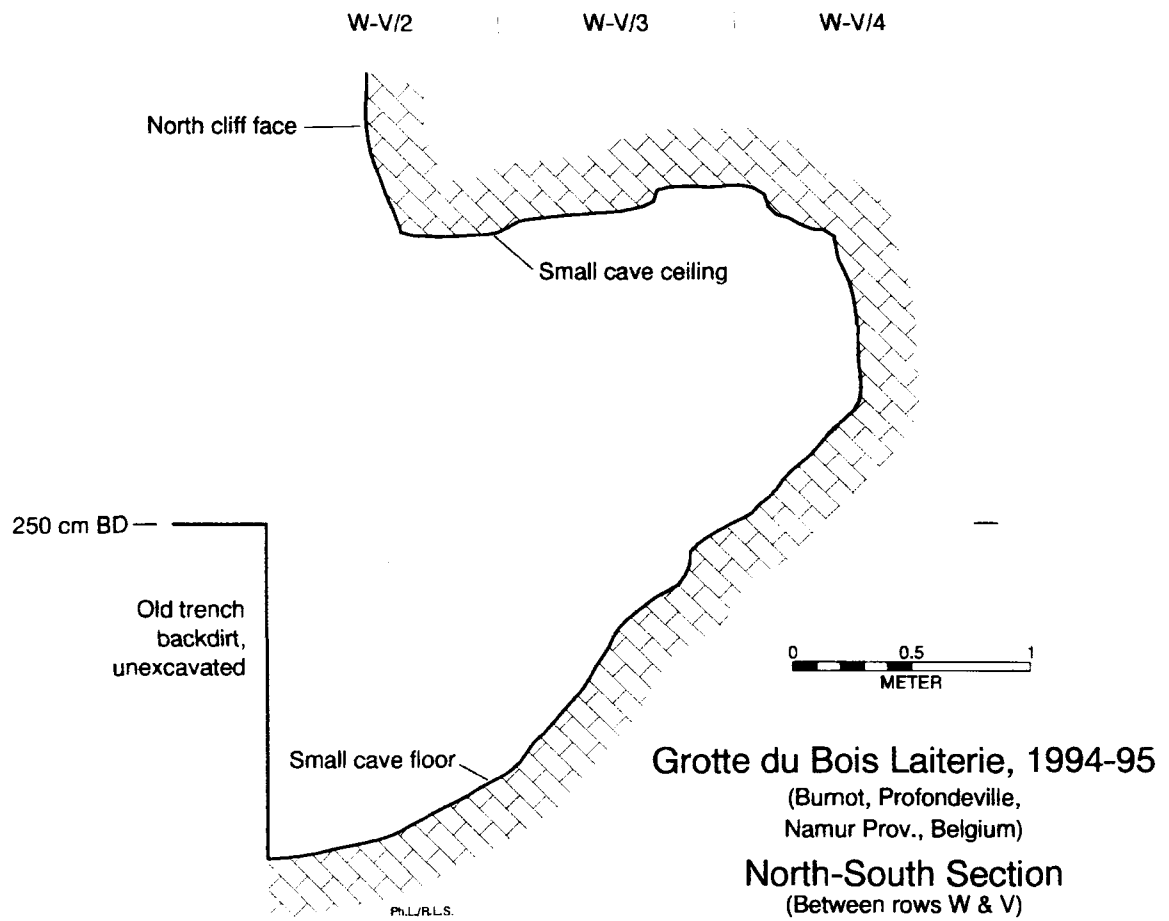 W-V/2 W-V/3 W-V/4
North cliff face
Small cave ceiling
250 cm BD
Old trench
backdirt,
unexcavated
0 0.5 1
METER
Small cave floor
Grotte du Bois Laiterie, 1994-95
(Burnot, Profondeville,
Namur Prov., Belgium)
North-South Section
(Between rows W & V)
Ph.L./R.L.S.